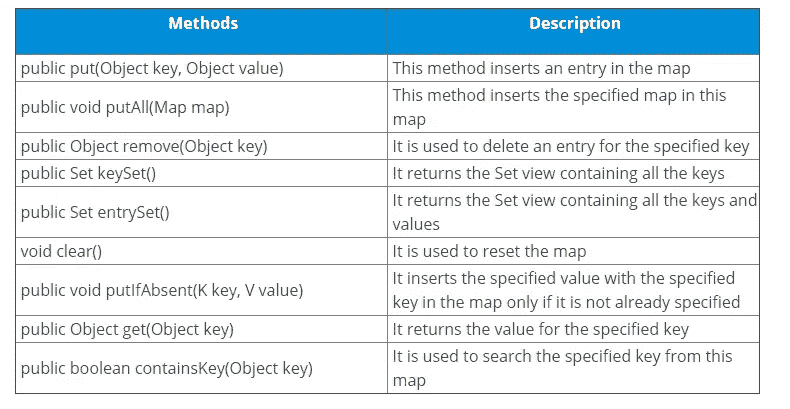 Methods Description
public put(Object key, Object value) This method inserts an entry in the map
public void putAll(Map map) This method inserts the specified map in this
map
public Object remove(Object key) It is used to delete an entry for the specified key
public Set keySet() It returns the Set view containing all the keys
public Set entrySet() It returns the Set view containing all the keys and
values
void clear() It is used to reset the map
public void putIfAbsent(K key, V value) It inserts the specified value with the specified
key in the map only if it is not already specified
public Object get(Object key) It returns the value for the specified key
public boolean containsKey(Object key) It is used to search the specified key from this
map